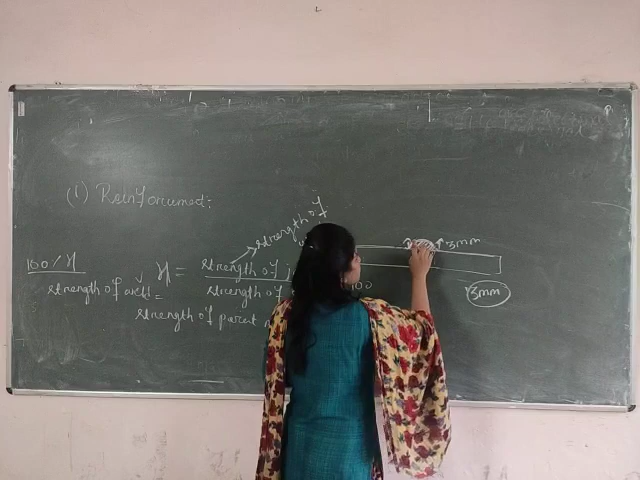 (1) Reinforcement:
strength of
3mm
100% η η = strength of j
strength of 100
strength of weld =
strength of parent
3mm